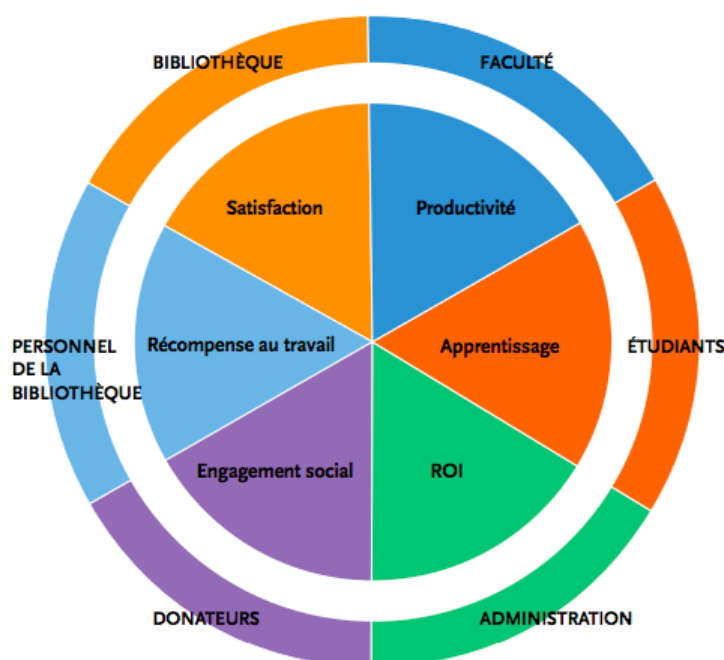 BIBLIOTHÈQUE
FACULTÉ
Satisfaction
Productivité
PERSONNEL
DE LA
BIBLIOTHÈQUE
Récompense au travail
Apprentissage
ÉTUDIANTS
Engagement social
ROI
DONATEURS
ADMINISTRATION